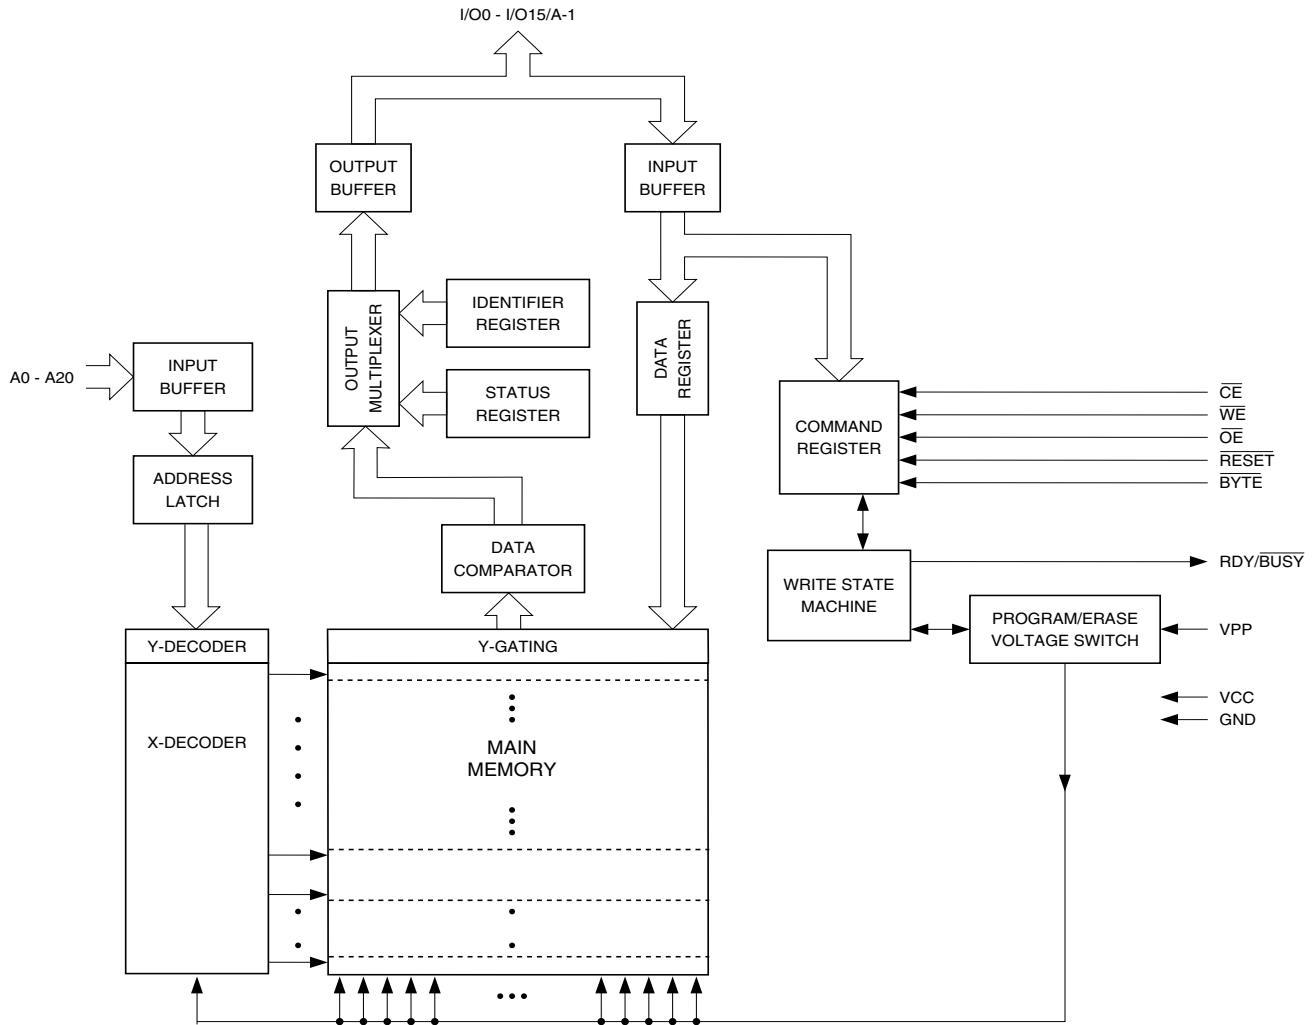 I/O0 - I/O15/A-1
OUTPUT
BUFFER
INPUT
BUFFER
IDENTIFIER
REGISTER
OUTPUT
MULTIPLEXER
DATA
REGISTER
A0 - A20
INPUT
BUFFER
STATUS
REGISTER
COMMAND
REGISTER
CE
WE
OE
RESET
BYTE
ADDRESS
LATCH
DATA
COMPARATOR
WRITE STATE
MACHINE
RDY/BUSY
PROGRAM/ERASE
VOLTAGE SWITCH
VPP
VCC
GND
Y-DECODER
Y-GATING
X-DECODER
MAIN
MEMORY